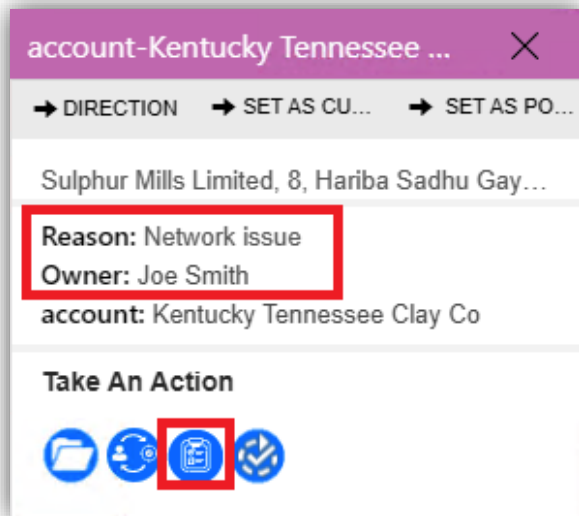 account-Kentucky Tennessee ...
DIRECTION SET AS CU... SET AS PO...
Sulphur Mills Limited, 8, Hariba Sadhu Gay...
Reason: Network issue
Owner: Joe Smith
account: Kentucky Tennessee Clay Co
Take An Action